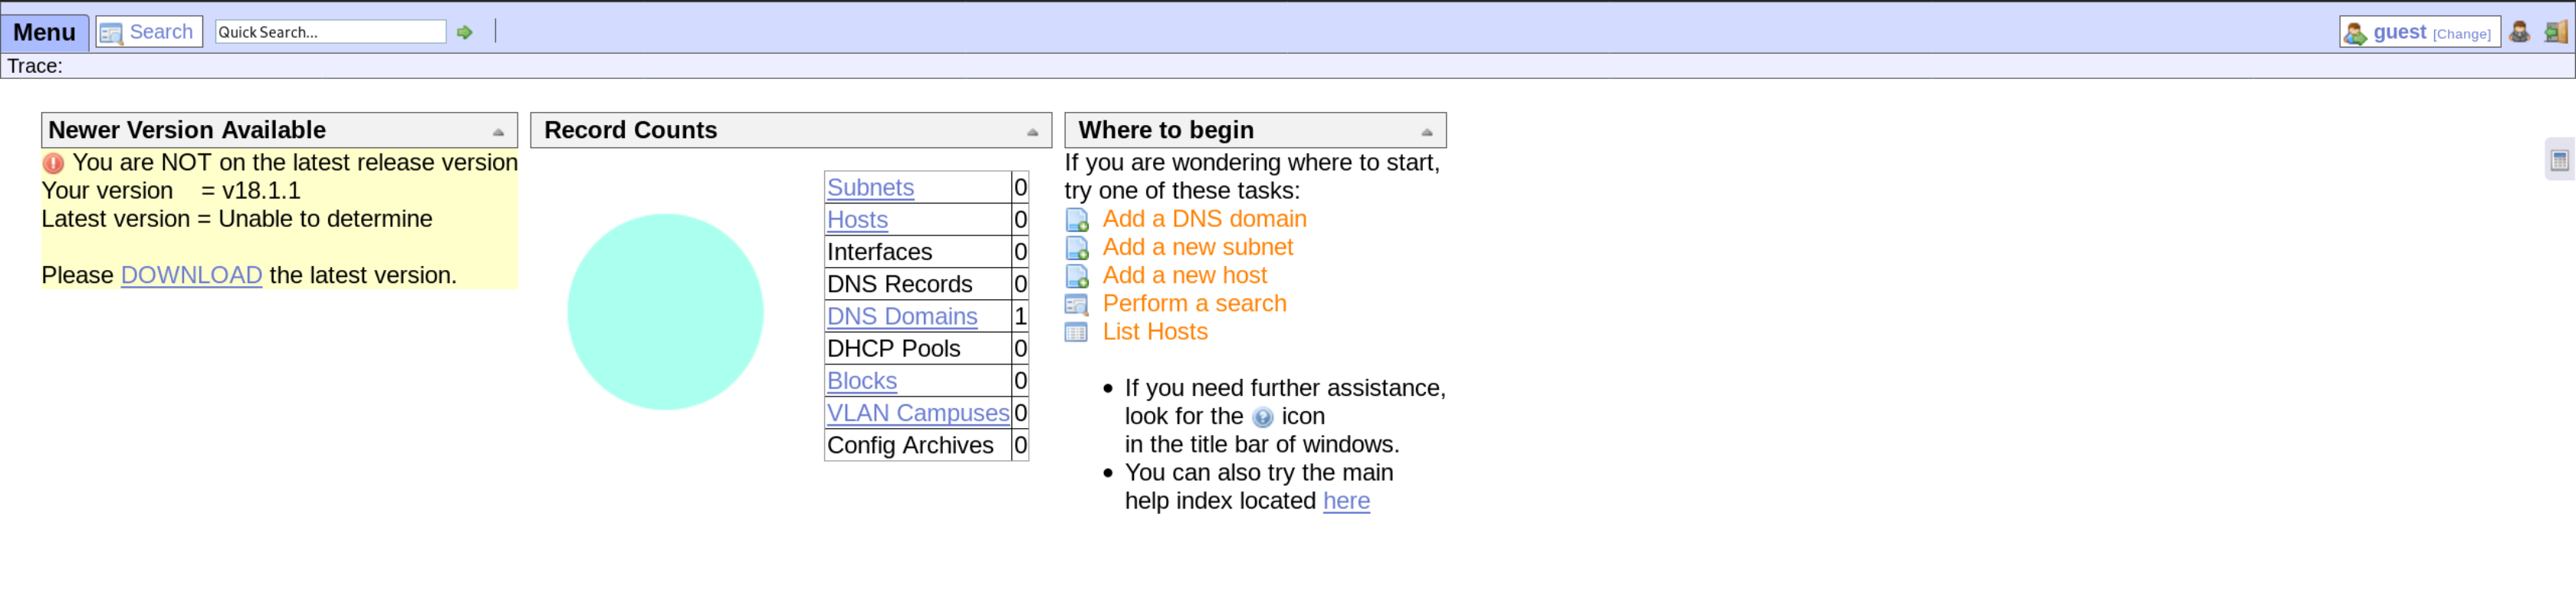 Menu Search Quick Search... guest [Change]
Trace:
Newer Version Available
You are NOT on the latest release version
Your version = v18.1.1
Latest version = Unable to determine
Please DOWNLOAD the latest version.
Record Counts
Subnets 0
Hosts 0
Interfaces 0
DNS Records 0
DNS Domains 1
DHCP Pools 0
Blocks 0
VLAN Campuses 0
Config Archives 0
Where to begin
If you are wondering where to start,
try one of these tasks:
Add a DNS domain
Add a new subnet
Add a new host
Perform a search
List Hosts
• If you need further assistance,
look for the ? icon
in the title bar of windows.
• You can also try the main
help index located here